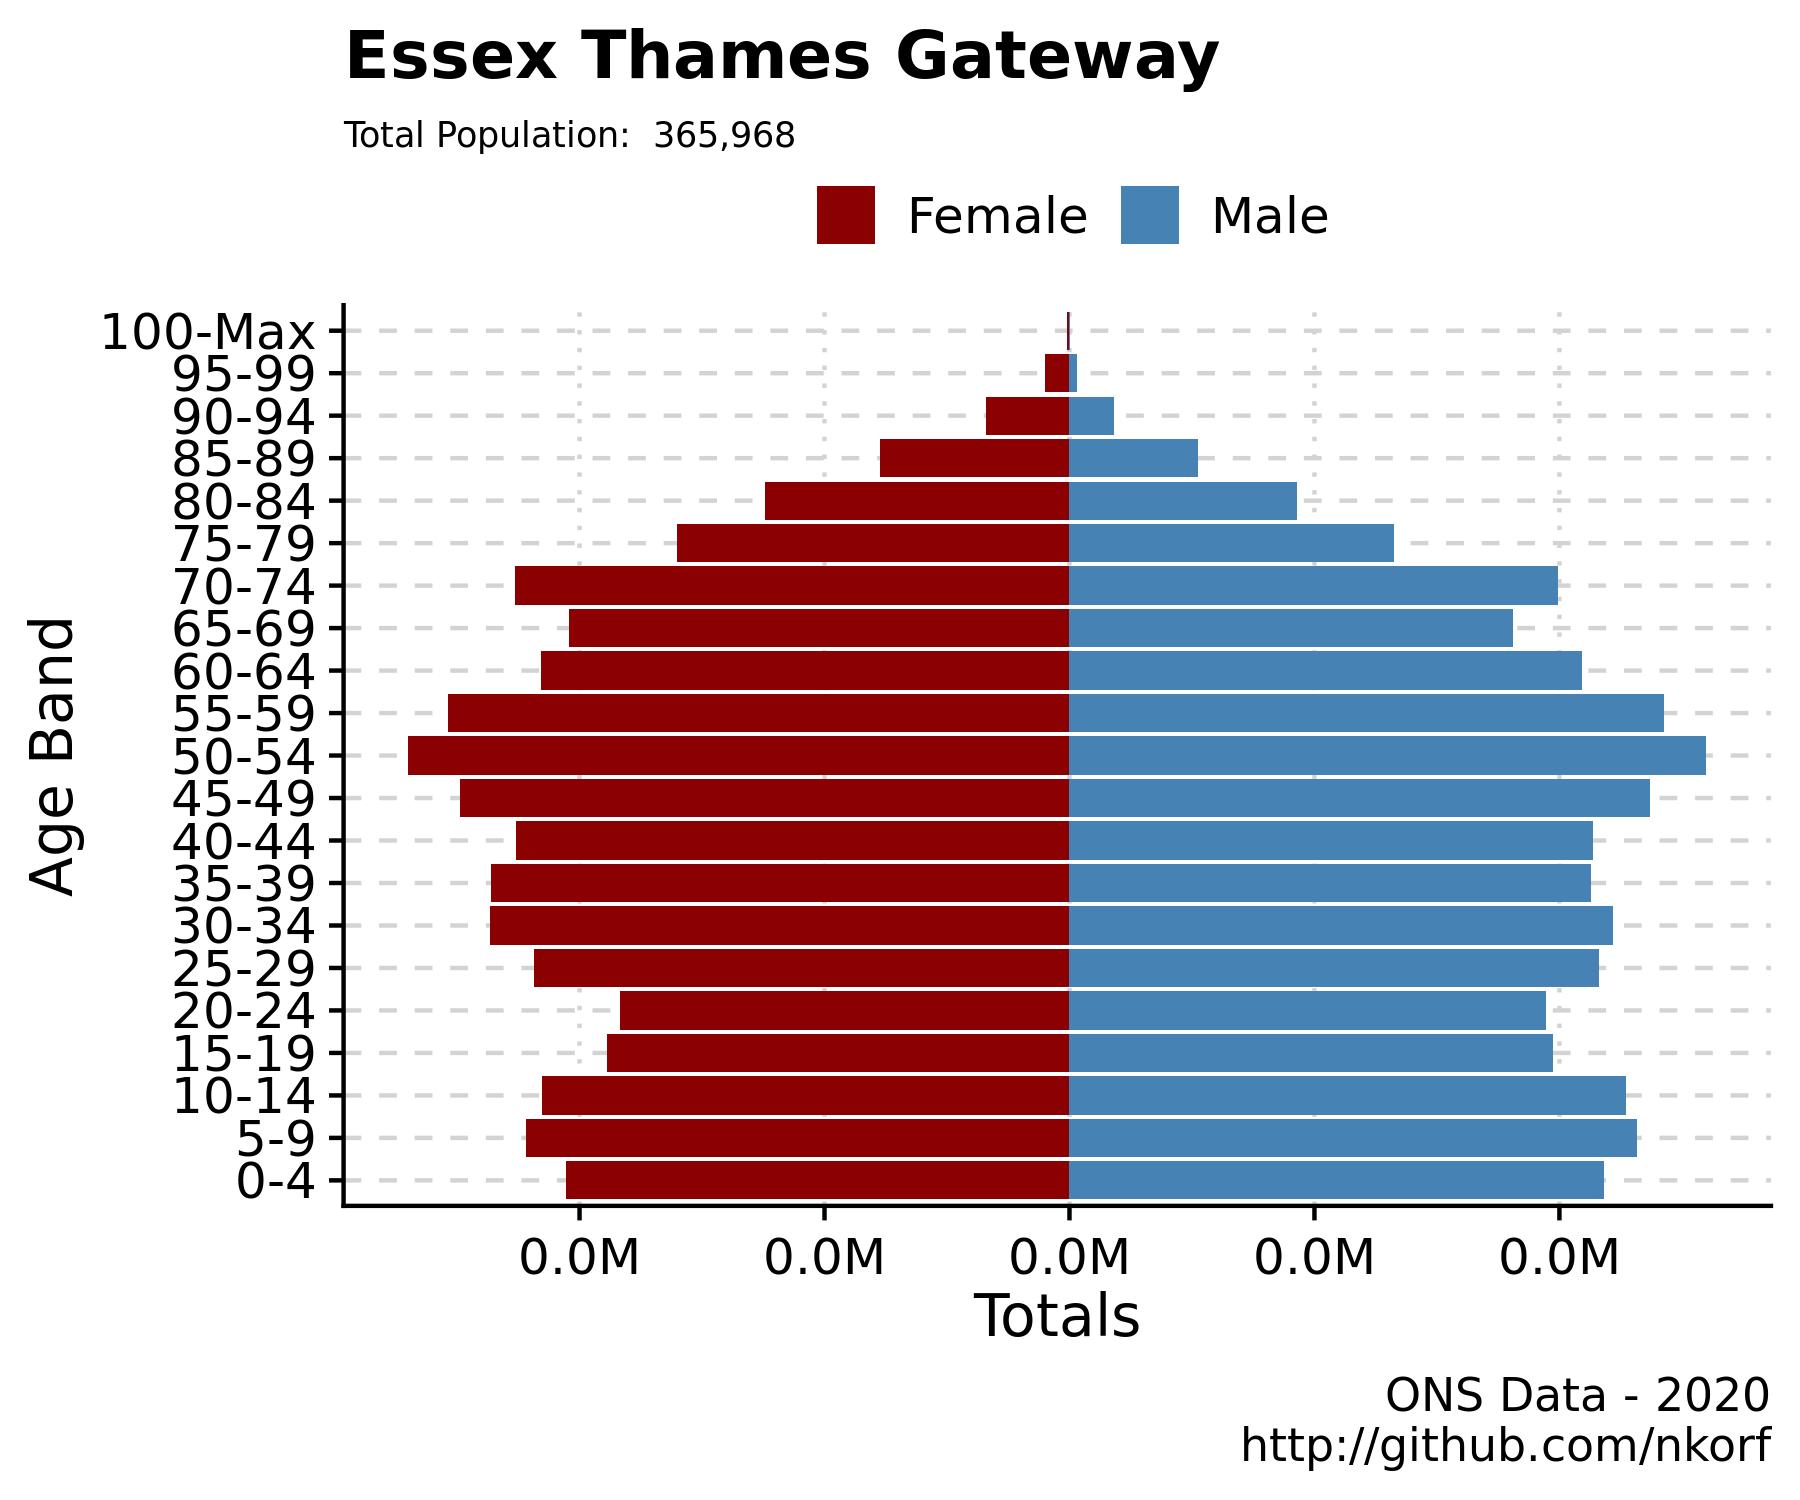 Essex Thames Gateway
Total Population:  365,968
Female Male
100-Max
95-99
90-94
85-89
80-84
75-79
70-74
65-69
60-64
55-59
50-54
45-49
40-44
35-39
30-34
25-29
20-24
15-19
10-14
5-9
0-4
Age Band
0.0M 0.0M 0.0M 0.0M 0.0M
Totals
ONS Data - 2020
http://github.com/nkorf